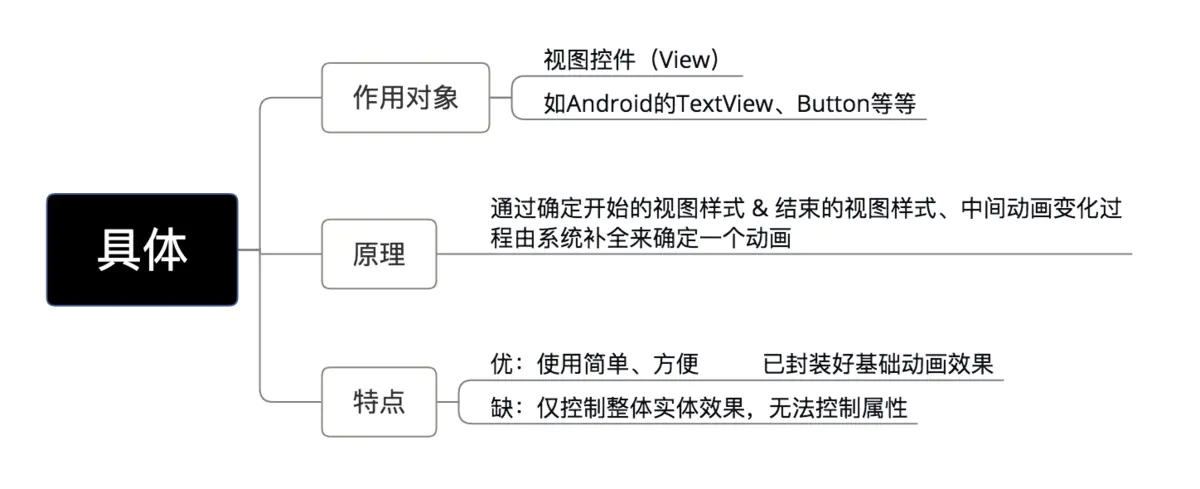 具体
作用对象
视图控件（View）
如Android的TextView、Button等等
原理
通过确定开始的视图样式 & 结束的视图样式、中间动画变化过
程由系统补全来确定一个动画
特点
优：使用简单、方便 已封装好基础动画效果
缺：仅控制整体实体效果，无法控制属性